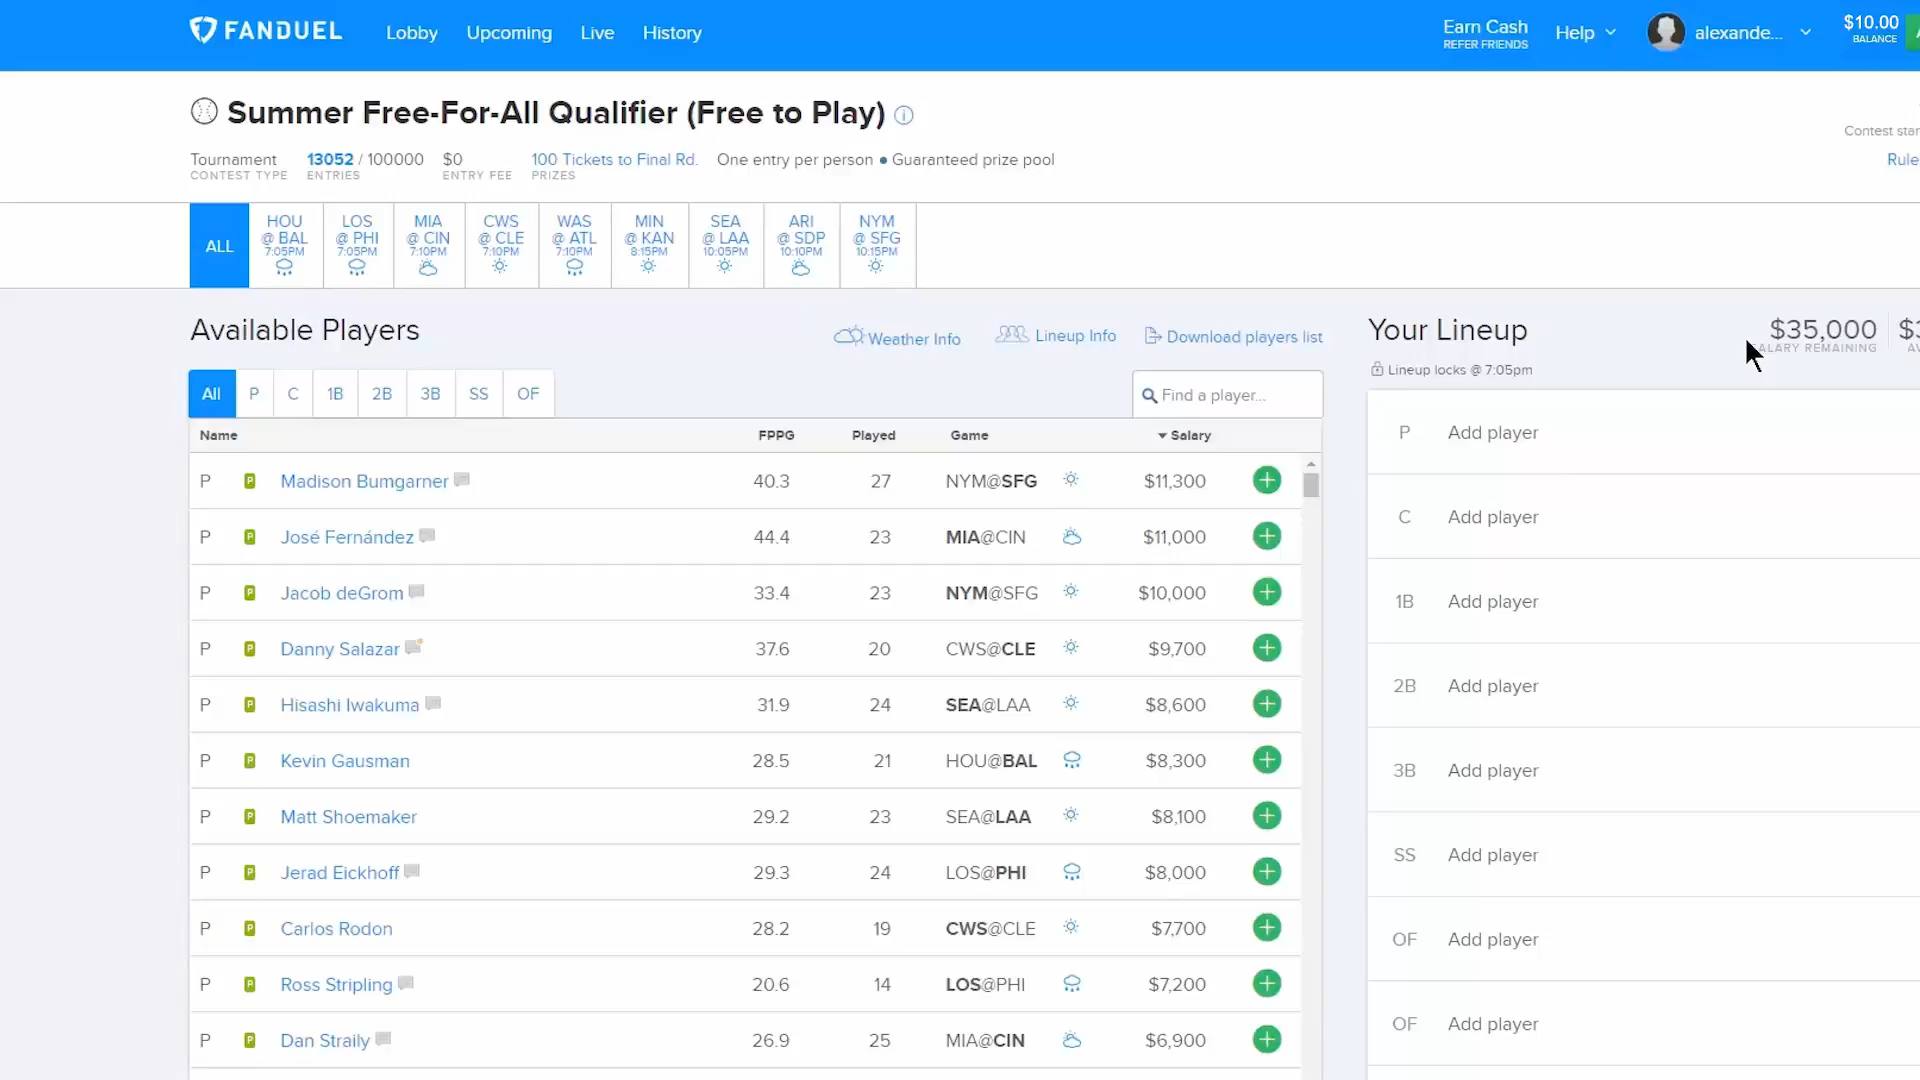 FANDUEL Lobby Upcoming Live History Earn Cash Help alexande... $10.00
REFER FRIENDS BALANCE
Summer Free-For-All Qualifier (Free to Play)
Contest star
Tournament 13052 / 100000 $0 100 Tickets to Final Rd. One entry per person • Guaranteed prize pool Rule
CONTEST TYPE ENTRIES ENTRY FEE PRIZES
ALL
HOU @ BAL 7:05PM
LOS @ PHI 7:05PM
MIA @ CIN 7:10PM
CWS @ CLE 7:10PM
WAS @ ATL 7:10PM
MIN @ KAN 8:15PM
SEA @ LAA 10:05PM
ARI @ SDP 10:10PM
NYM @ SFG 10:15PM
Available Players Weather Info Lineup Info Download players list
All P C 1B 2B 3B SS OF Find a player...
Name FPPG Played Game Salary
P P Madison Bumgarner 40.3 27 NYM@SFG $11,300
P P José Fernández 44.4 23 MIA@CIN $11,000
P P Jacob deGrom 33.4 23 NYM@SFG $10,000
P P Danny Salazar 37.6 20 CWS@CLE $9,700
P P Hisashi Iwakuma 31.9 24 SEA@LAA $8,600
P P Kevin Gausman 28.5 21 HOU@BAL $8,300
P P Matt Shoemaker 29.2 23 SEA@LAA $8,100
P P Jerad Eickhoff 29.3 24 LOS@PHI $8,000
P P Carlos Rodon 28.2 19 CWS@CLE $7,700
P P Ross Stripling 20.6 14 LOS@PHI $7,200
P P Dan Straily 26.9 25 MIA@CIN $6,900
Your Lineup $35,000
REMAINING
Lineup locks @ 7:05pm
P Add player
C Add player
1B Add player
2B Add player
3B Add player
SS Add player
OF Add player
OF Add player